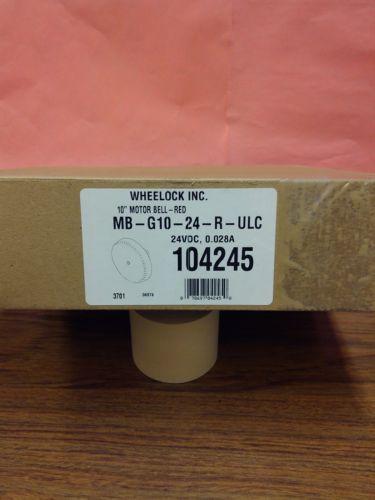 WHEELOCK INC.
10" MOTOR BELL-RED
MB-G10-24-R-ULC
24VDC, 0.028A
104245
3701